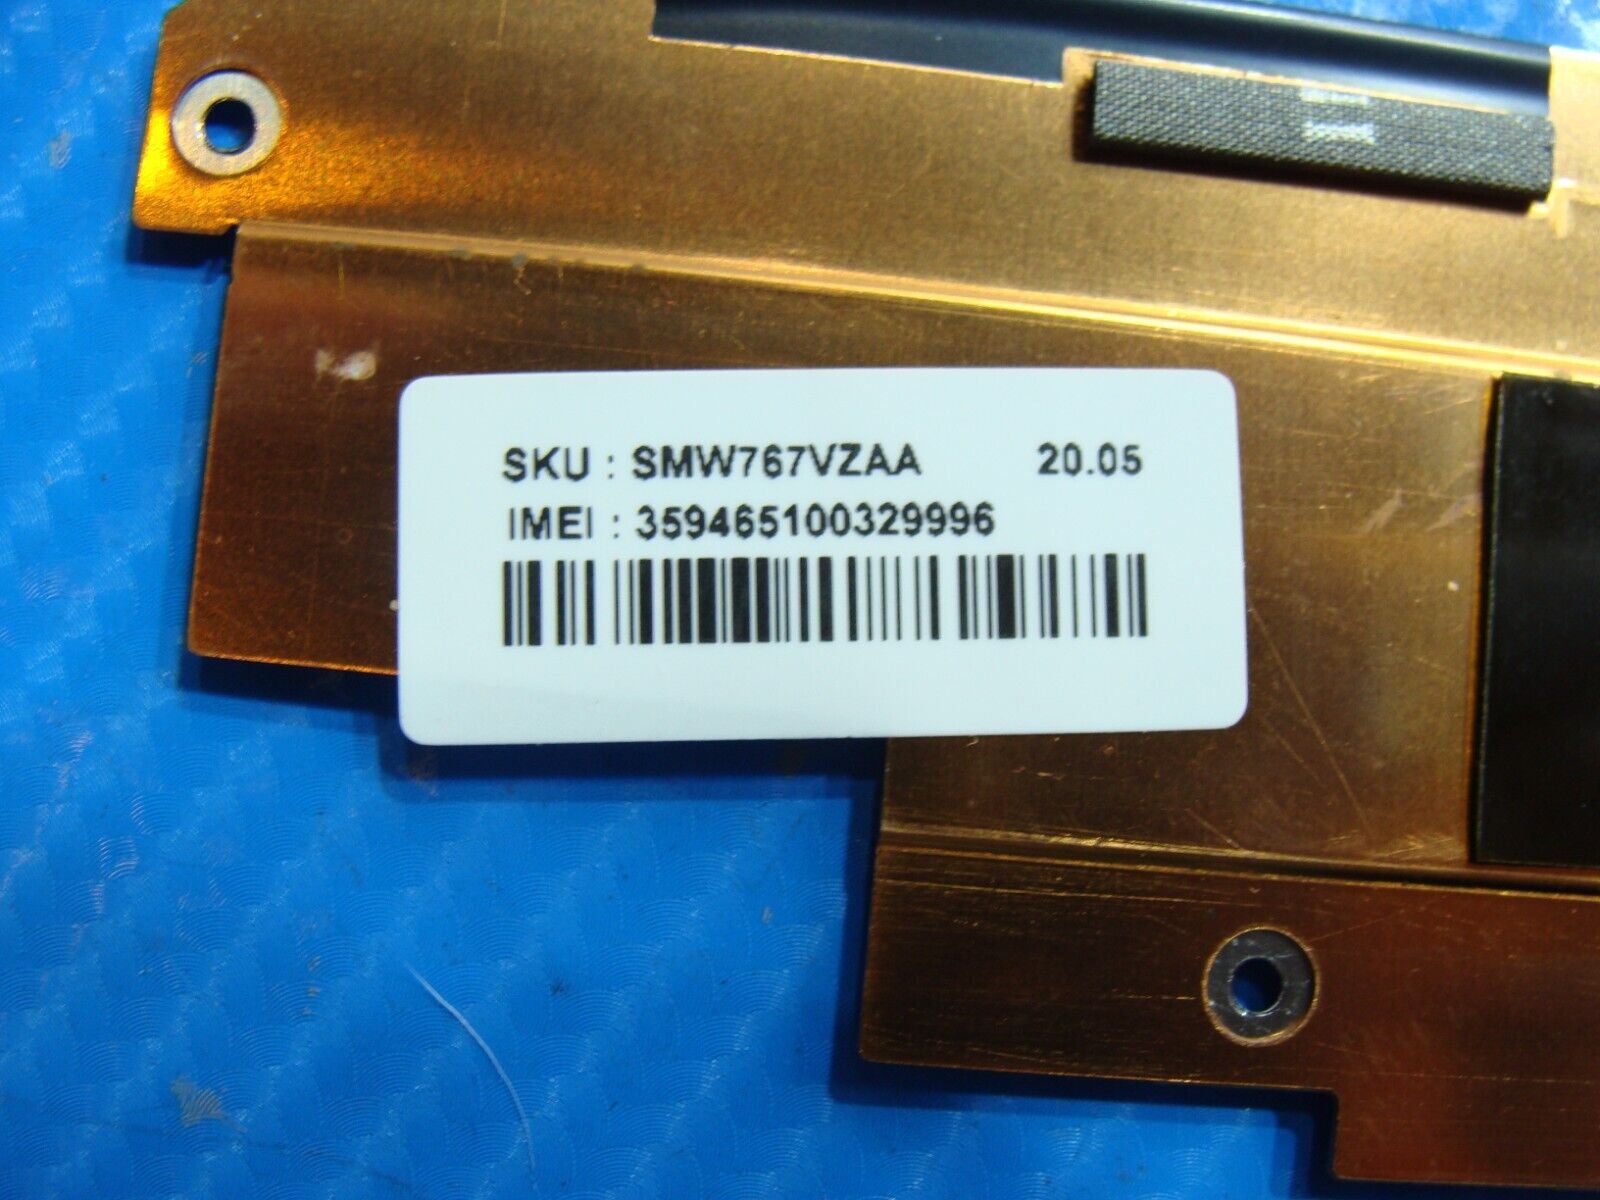 SKU : SMW767VZAA 20.05
IMEI : 359465100329996